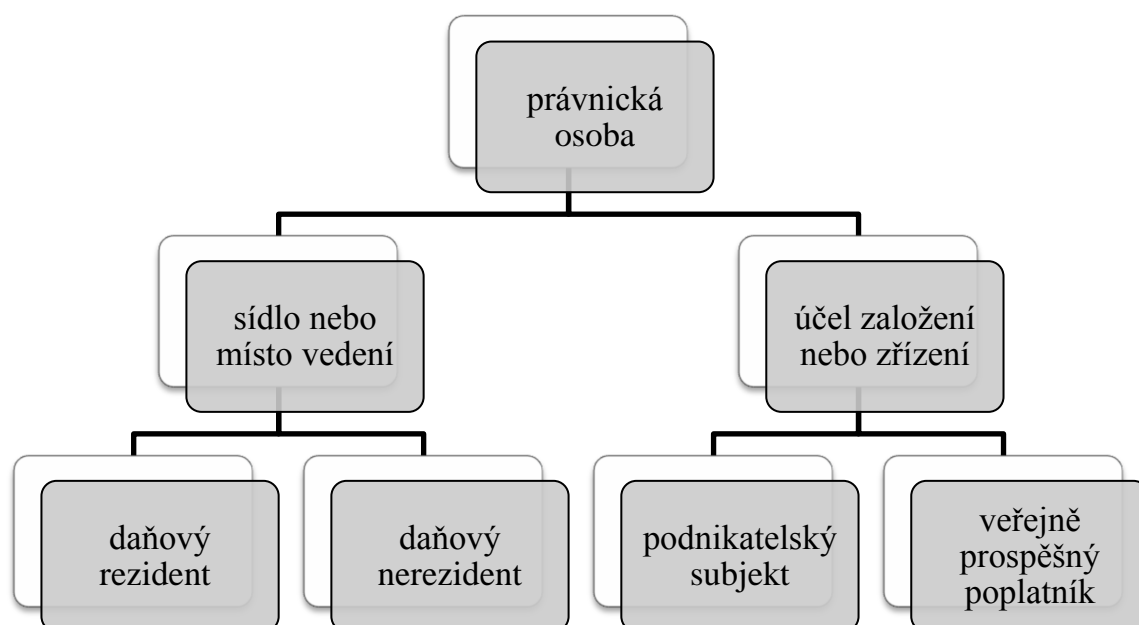 právnická
osoba
sídlo nebo
místo vedení
účel založení
nebo zřízení
daňový
rezident
daňový
nerezident
podnikatelský
subjekt
veřejně
prospěšný
poplatník